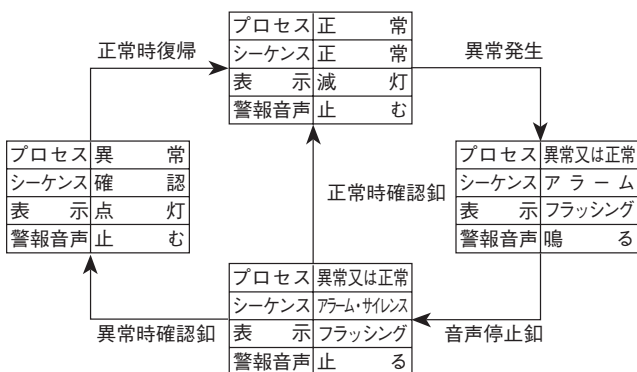 プロセス 正常
シーケンス 正常
表示 減灯
警報音声 止む
正常時復帰
異常発生
プロセス 異常
シーケンス 確認
表示 点灯
警報音声 止む
プロセス 異常又は正常
シーケンス アラーム
表示 フラッシング
警報音声 鳴る
正常時確認釦
プロセス 異常又は正常
シーケンス アラーム・サイレンス
表示 フラッシング
警報音声 止る
異常時確認釦
音声停止釦